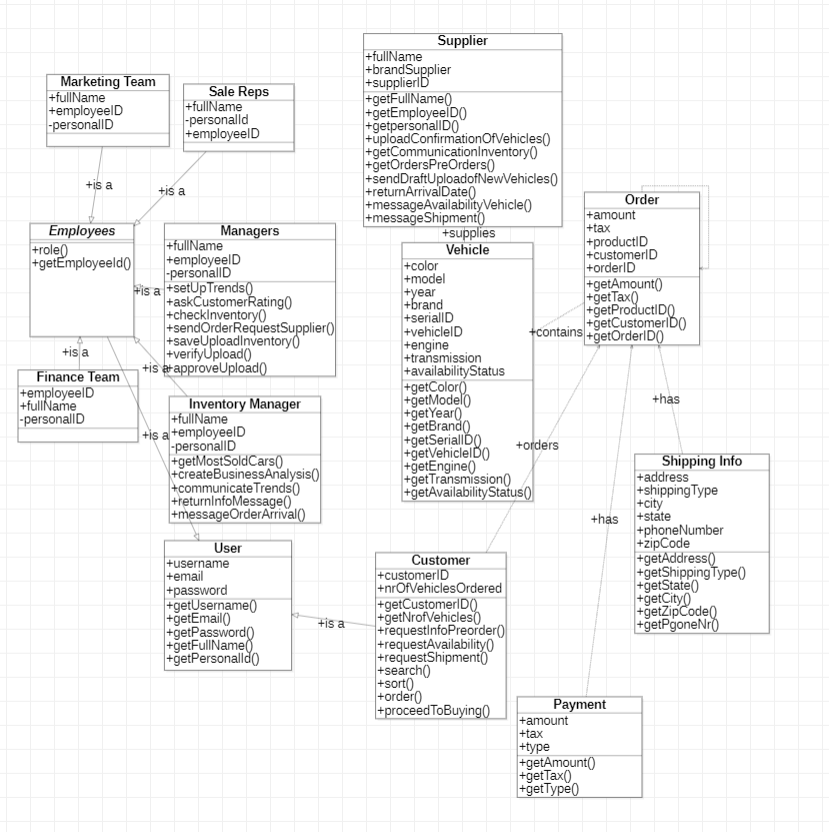 Supplier
+fullName
+brandSupplier
+supplierID
+getFullName()
+getEmployeeID()
+getpersonalID()
+uploadConfirmationOfVehicles()
+getCommunicationInventory()
+getOrdersPreOrders()
+sendDraftUploadofNewVehicles()
+returnArrivalDate()
+messageAvailabilityVehicle()
+messageShipment()
Marketing Team
+fullName
+employeeID
-personalID
Sale Reps
+fullName
-personalId
+employeeID
+is a
+is a
Employees
+role()
+getEmployeeId()
Managers
+fullName
+employeeID
-personalID
+setUpTrends()
+askCustomerRating()
+checkInventory()
+sendOrderRequestSupplier()
+saveUploadInventory()
+verifyUpload()
+approveUpload()
+is a
+supplies
Vehicle
+color
+model
+year
+brand
+serialID
+vehicleID
+engine
+transmission
+availabilityStatus
+getColor()
+getModel()
+getYear()
+getBrand()
+getSerialID()
+getVehicleID()
+getEngine()
+getTransmission()
+getAvailabilityStatus()
Order
+amount
+tax
+productID
+customerID
+orderID
+getAmount()
+getTax()
+getProductID()
+getCustomerID()
+getOrderID()
+contains
+is a
+is a
Finance Team
+employeeID
+fullName
-personalID
Inventory Manager
+fullName
+employeeID
-personalID
+getMostSoldCars()
+createBusinessAnalysis()
+communicateTrends()
+returnInfoMessage()
+messageOrderArrival()
+is a
+orders
+has
Shipping Info
+address
+shippingType
+city
+state
+phoneNumber
+zipCode
+getAddress()
+getShippingType()
+getState()
+getCity()
+getZipCode()
+getPgoneNr()
+has
User
+username
+email
+password
+getUsername()
+getEmail()
+getPassword()
+getFullName()
+getPersonalId()
+is a
Customer
+customerID
+nrOfVehiclesOrdered
+getCustomerID()
+getNrofVehicles()
+requestInfoPreorder()
+requestAvailability()
+requestShipment()
+search()
+sort()
+order()
+proceedToBuying()
Payment
+amount
+tax
+type
+getAmount()
+getTax()
+getType()